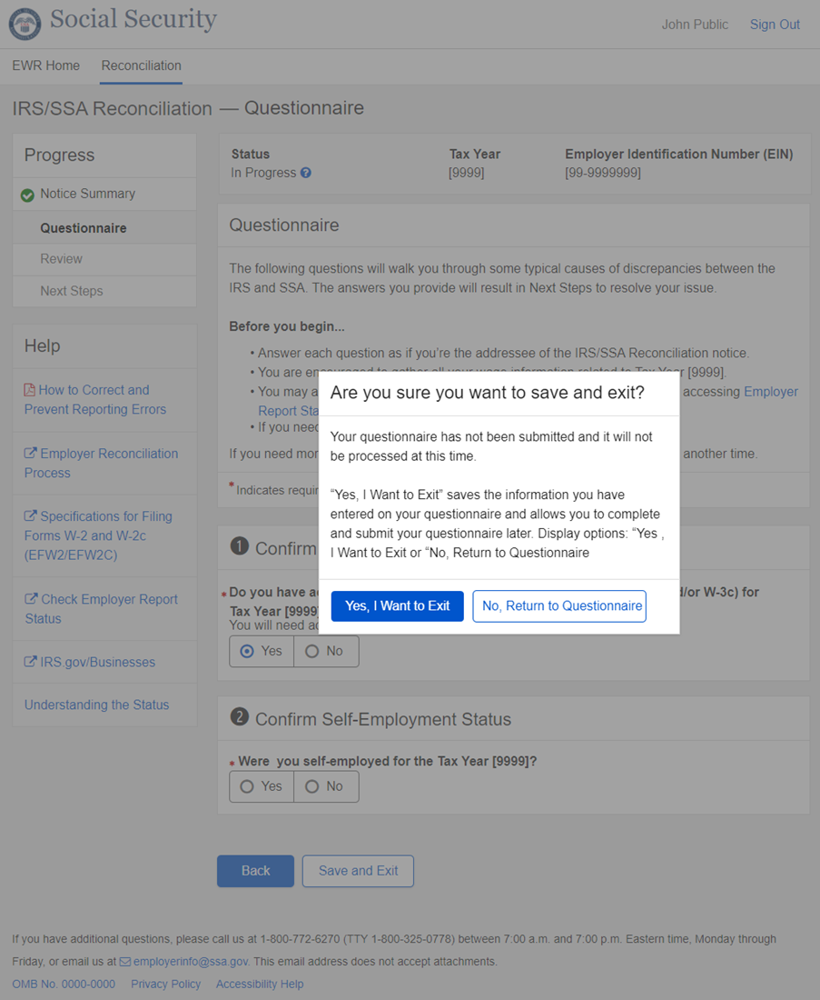 Social Security
John Public Sign Out
EWR Home Reconciliation
IRS/SSA Reconciliation — Questionnaire
Progress
Notice Summary
Questionnaire
Review
Next Steps
Help
How to Correct and
Prevent Reporting Errors
Employer Reconciliation
Process
Specifications for Filing
Forms W-2 and W-2c
(EFW2/EFW2C)
Check Employer Report
Status
IRS.gov/Businesses
Understanding the Status
Status Tax Year Employer Identification Number (EIN)
In Progress [9999] [99-9999999]
Questionnaire
The following questions will walk you through some typical causes of discrepancies between the
IRS and SSA. The answers you provide will result in Next Steps to resolve your issue.
Before you begin...
• Answer each question as if you’re the addressee of the IRS/SSA Reconciliation notice.
• You are encouraged to gather all your wage information related to Tax Year [9999].
• You may a accessing Employer
Report Sta
• If you need
If you need mor another time.
* Indicates requir
Are you sure you want to save and exit?
Your questionnaire has not been submitted and it will not
be processed at this time.
“Yes, I Want to Exit” saves the information you have
entered on your questionnaire and allows you to complete
and submit your questionnaire later. Display options: “Yes ,
I Want to Exit or “No, Return to Questionnaire
Yes, I Want to Exit No, Return to Questionnaire
1 Confirm
* Do you have ac d/or W-3c) for
Tax Year [9999]
You will need ac
Yes No
2 Confirm Self-Employment Status
* Were you self-employed for the Tax Year [9999]?
Yes No
Back Save and Exit
If you have additional questions, please call us at 1-800-772-6270 (TTY 1-800-325-0778) between 7:00 a.m. and 7:00 p.m. Eastern time, Monday through
Friday, or email us at employerinfo@ssa.gov. This email address does not accept attachments.
OMB No. 0000-0000 Privacy Policy Accessibility Help